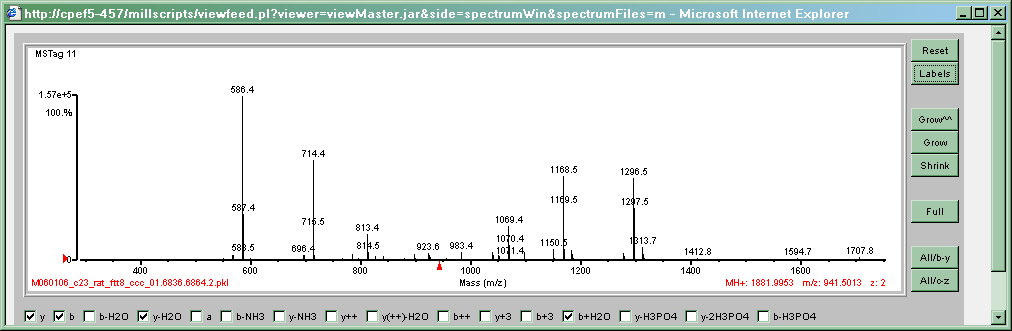 http://cpef5-457/millscripts/viewfeed.pl?viewer=viewMaster.jar&side=spectrumWin&spectrumFiles=m - Microsoft Internet Explorer
MSTag 11
Reset
Labels
1.57e+5
100.%
586.4
Grow^^
Grow
Shrink
714.4
1168.5
1296.5
587.4
1169.5
1297.5
715.5
813.4
1069.4
Full
588.5
696.4
814.5
923.6
983.4
1070.4
1071.4
1150.5
1313.7
1412.8
1594.7
1707.8
0
400
600
800
1000
1200
1400
1600
All/b-y
All/c-z
M060106_c23_rat_ftt8_ccc_01.6836.6864.2.pkl
Mass (m/z)
MH+: 1881.9953 m/z: 941.5013 z: 2
y b b-H2O y-H2O a b-NH3 y-NH3 y++ y(++)-H2O b++ y+3 b+3 b+H2O y-H3PO4 y-2H3PO4 b-H3PO4